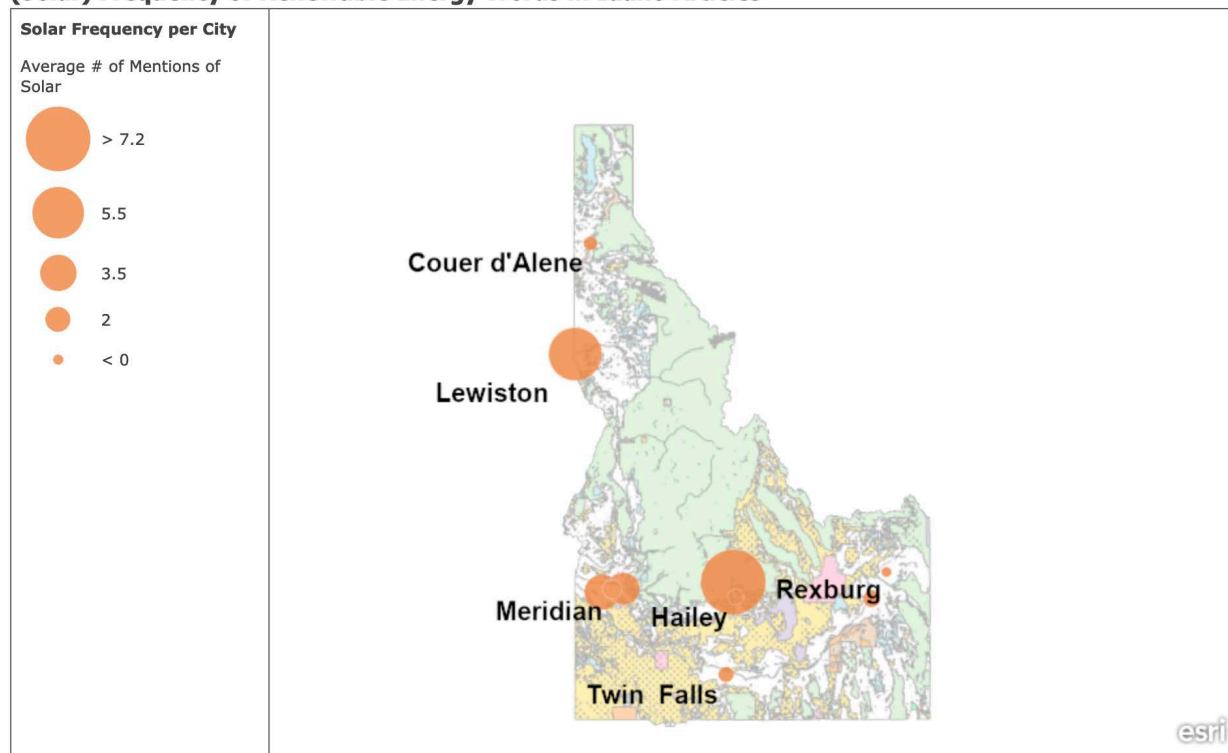 Solar Frequency per City
Average # of Mentions of
Solar
> 7.2
5.5
3.5
2
< 0
Couer d'Alene
Lewiston
Meridian
Hailey
Rexburg
Twin Falls
esri